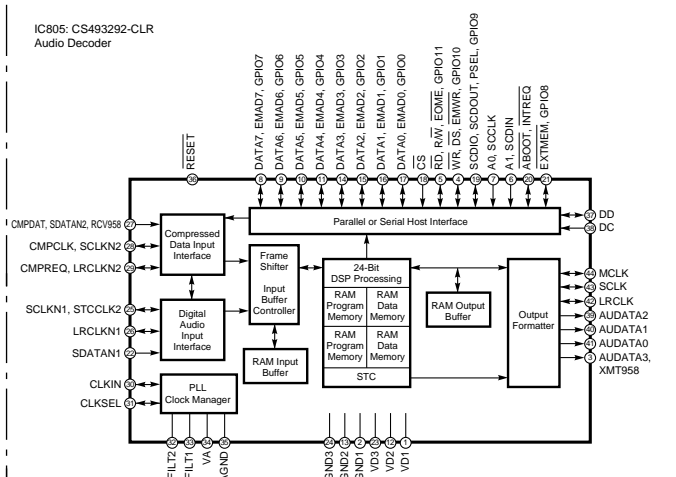 IC805: CS493292-CLR
Audio Decoder
RESET
DATA7, EMAD7, GPIO7
DATA6, EMAD6, GPIO6
DATA5, EMAD5, GPIO5
DATA4, EMAD4, GPIO4
DATA3, EMAD3, GPIO3
DATA2, EMAD2, GPIO2
DATA1, EMAD1, GPIO1
DATA0, EMAD0, GPIO0
CS
RD, R/W, EOME, GPIO11
WR, DS, EMWR, GPIO10
SCDIO, SCDOUT, PSEL, GPIO9
A0, SCCLK
A1, SCDIN
ABOOT, INTREQ
EXTMEM, GPIO8
36 8 9 10 11 14 15 16 17 18 5 4 19 7 6 20 21
CMPDAT, SDATAN2, RCV958 27
CMPCLK, SCLKN2 28
CMPREQ, LRCLKN2 29
SCLKN1, STCCLK2 25
LRCLKN1 26
SDATAN1 22
CLKIN 30
CLKSEL 31
Compressed
Data Input
Interface
Digital
Audio
Input
Interface
PLL
Clock Manager
Parallel or Serial Host Interface
Frame
Shifter
Input
Buffer
Controller
RAM Input
Buffer
24-Bit
DSP Processing
RAM
Program
Memory
RAM
Data
Memory
RAM
Program
Memory
RAM
Data
Memory
STC
RAM Output
Buffer
Output
Formatter
37 DD
38 DC
44 MCLK
43 SCLK
42 LRCLK
39 AUDATA2
40 AUDATA1
41 AUDATA0
3 AUDATA3,
XMT958
32 33 34 35 24 13 2 23 12 1
FILT2
FILT1
VA
AGND
GND3
GND2
GND1
VD3
VD2
VD1